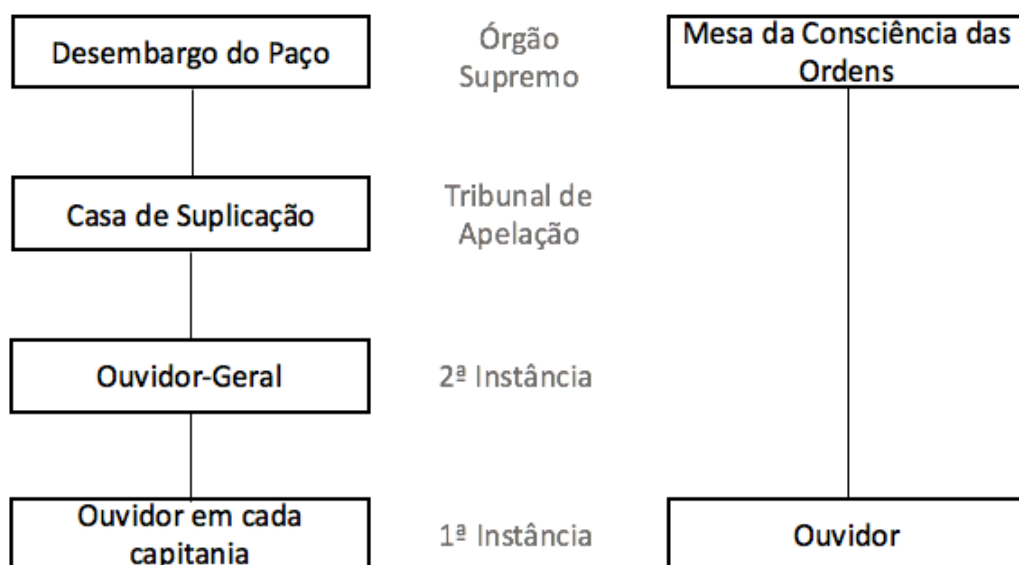 Desembargo do Paço
Órgão
Supremo
Mesa da Consciência das
Ordens
Casa de Suplicação
Tribunal de
Apelação
Ouvidor-Geral
2ª Instância
Ouvidor em cada
capitania
1ª Instância
Ouvidor